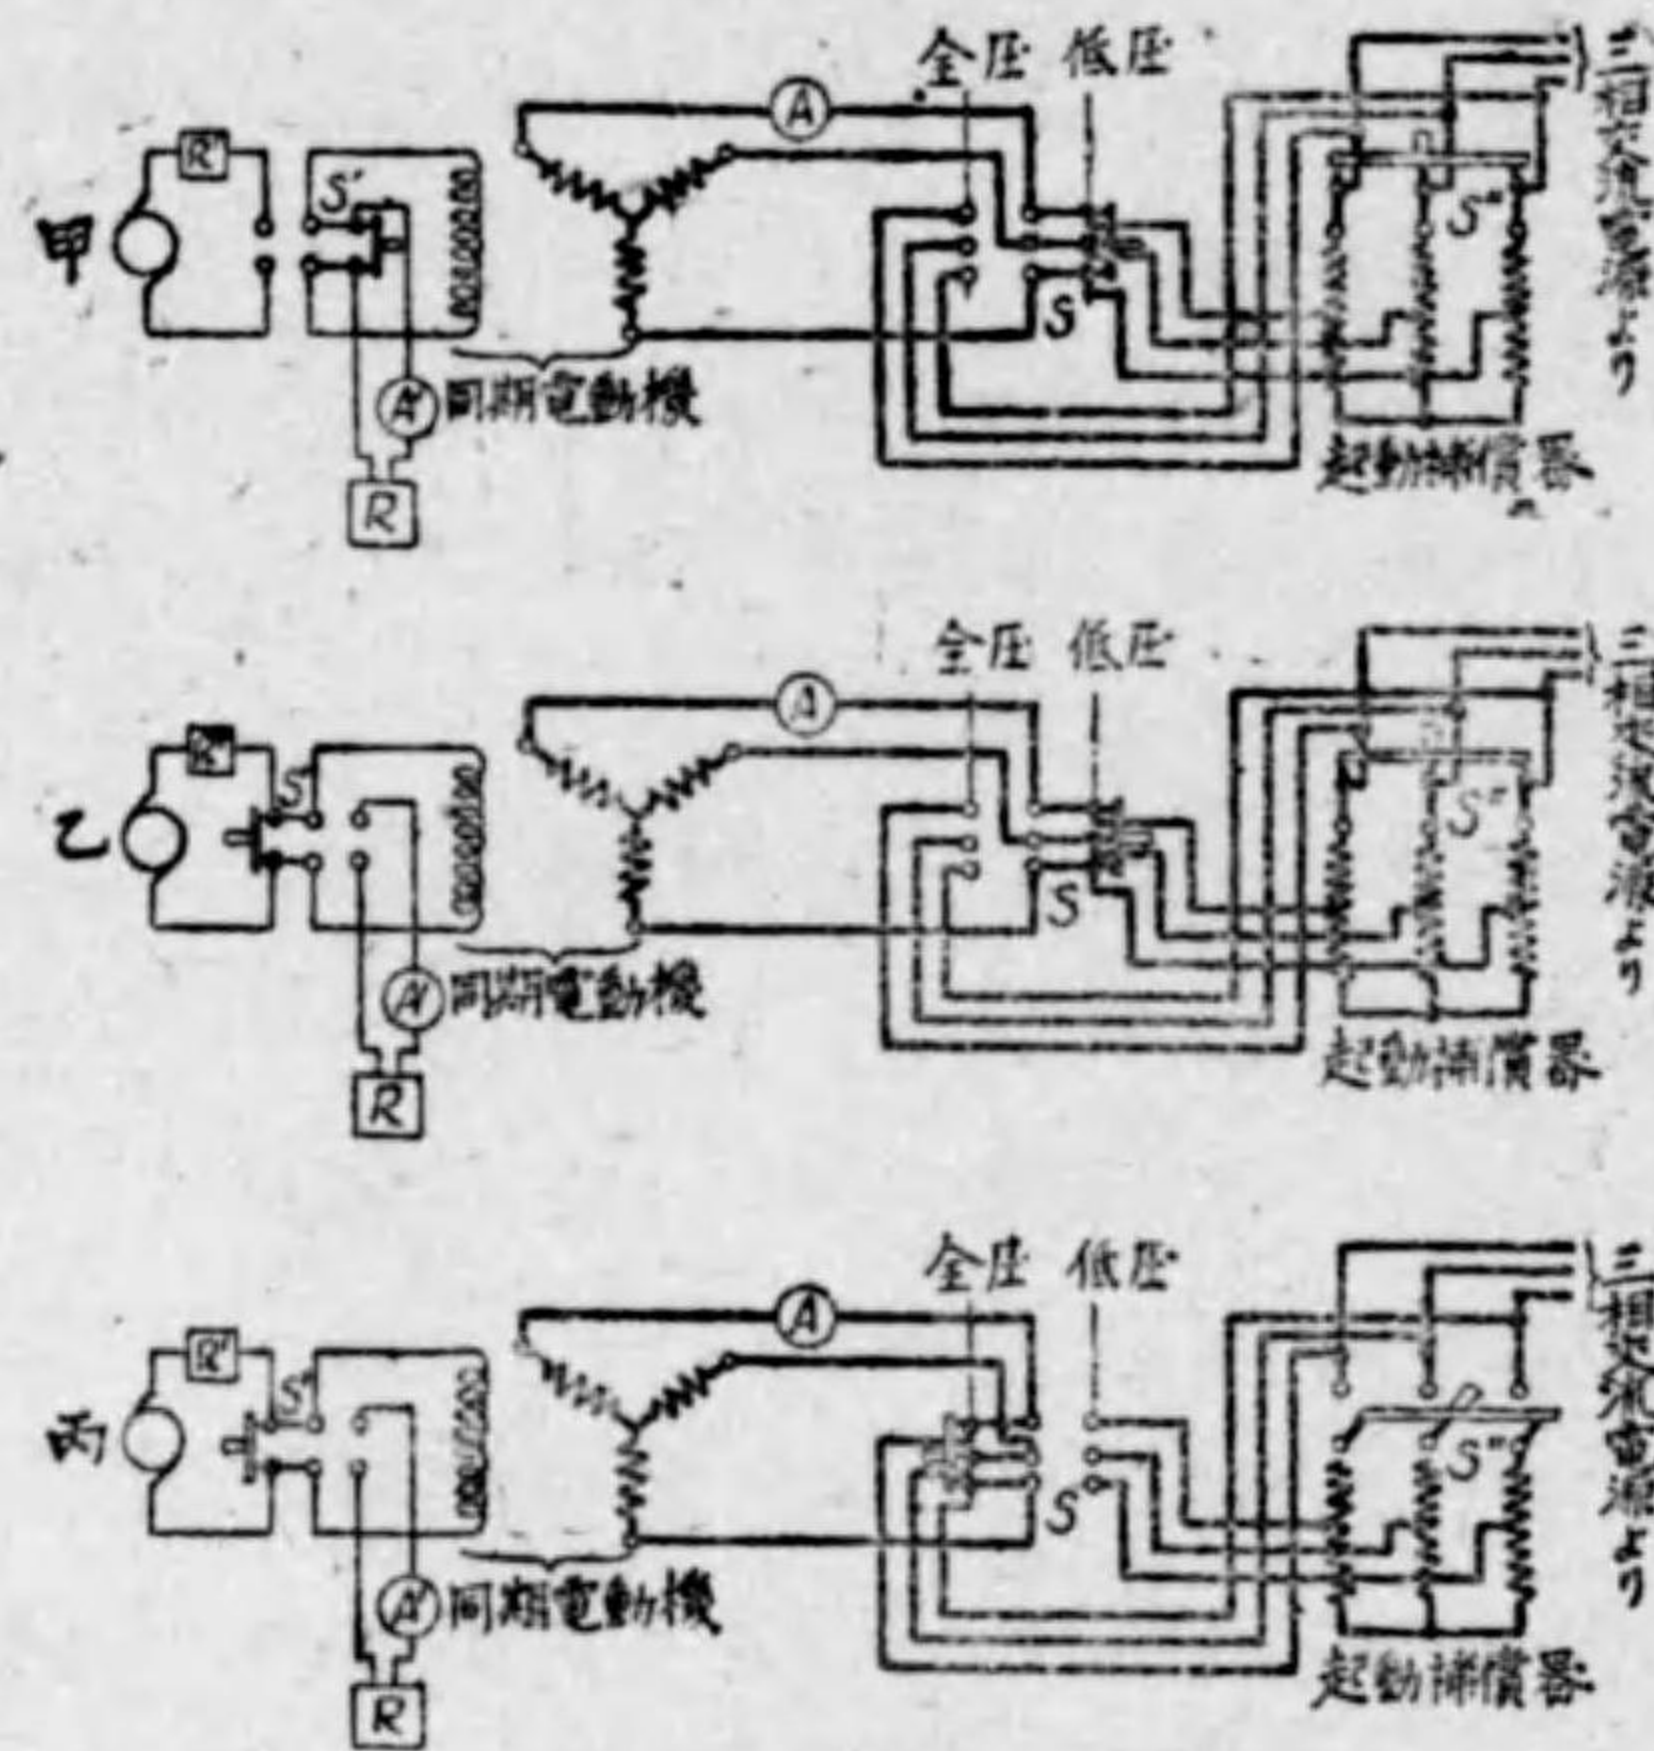 全圧 低圧
A
R'
S'
S"
甲
S
三相交流電源より
A'
同期電動機
起動補償器
R
全圧 低圧
A
R'
S
S"
乙
S
三相交流電源より
A'
同期電動機
起動補償器
R
全圧 低圧
A
R'
S
S"
丙
S
三相交流電源より
A'
同期電動機
起動補償器
R